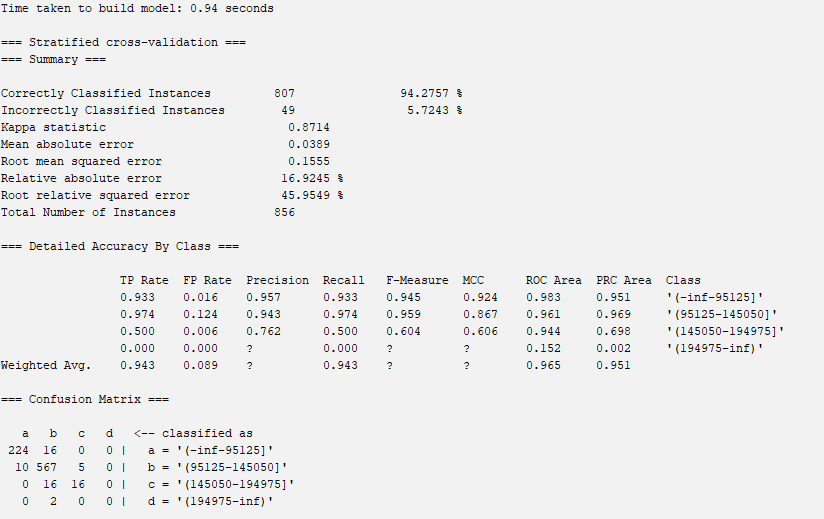 Time taken to build model: 0.94 seconds
=== Stratified cross-validation ===
=== Summary ===
Correctly Classified Instances         807               94.2757 %
Incorrectly Classified Instances        49                5.7243 %
Kappa statistic                          0.8714
Mean absolute error                      0.0389
Root mean squared error                  0.1555
Relative absolute error                 16.9245 %
Root relative squared error             45.9549 %
Total Number of Instances              856
=== Detailed Accuracy By Class ===
                 TP Rate  FP Rate  Precision  Recall   F-Measure  MCC      ROC Area  PRC Area  Class
                 0.933    0.016    0.957      0.933    0.945      0.924    0.983     0.951     '(-inf-95125]'
                 0.974    0.124    0.943      0.974    0.959      0.867    0.961     0.969     '(95125-145050]'
                 0.500    0.006    0.762      0.500    0.604      0.606    0.944     0.698     '(145050-194975]'
                 0.000    0.000    ?          0.000    ?          ?        0.152     0.002     '(194975-inf)'
Weighted Avg.    0.943    0.089    ?          0.943    ?          ?        0.965     0.951
=== Confusion Matrix ===
   a   b   c   d   <-- classified as
 224  16   0   0 |   a = '(-inf-95125]'
  10 567   5   0 |   b = '(95125-145050]'
   0  16  16   0 |   c = '(145050-194975]'
   0   2   0   0 |   d = '(194975-inf)'